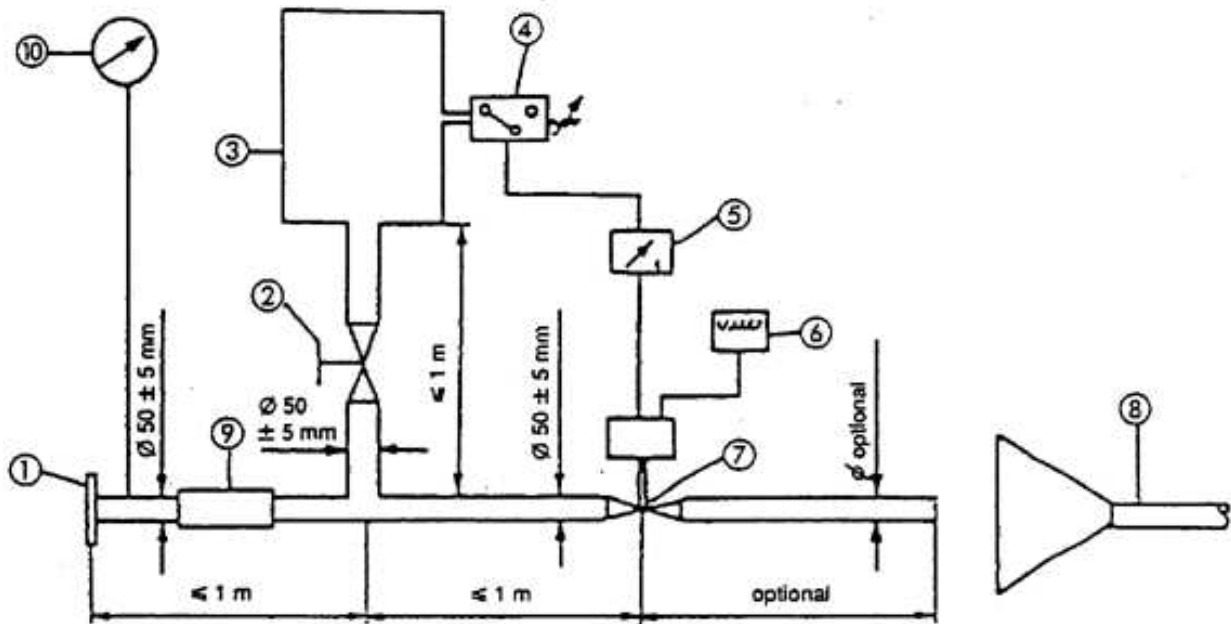 ⑩
④
③
⑤
②
⑥
⑧
Ø 50 ± 5 mm
Ø 50
± 5 mm
≤ 1 m
Ø 50 ± 5 mm
Ø optional
⑨
⑦
①
≤ 1 m
≤ 1 m
optional